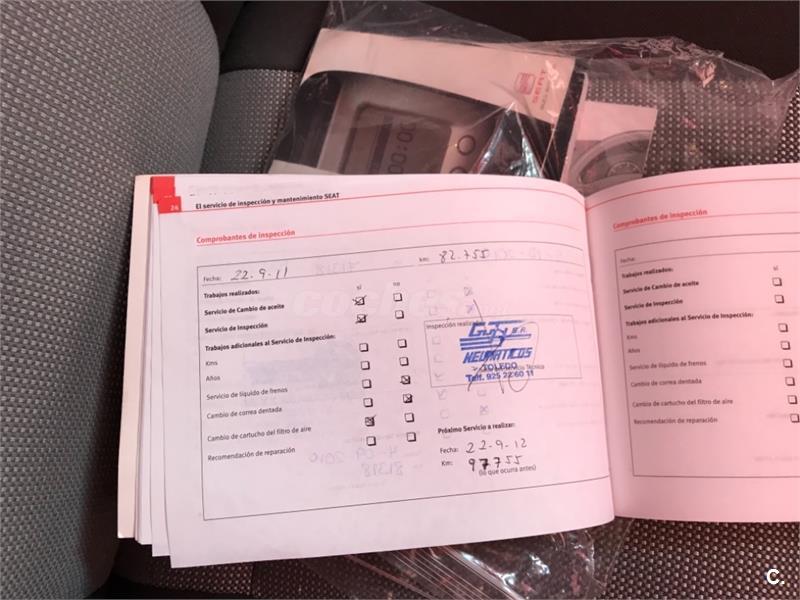 SEAT
00:00
24 El servicio de inspección y mantenimiento SEAT
Comprobantes de inspección
Fecha: 22.9.11 km: 82.755
Trabajos realizados: sí no
Servicio de Cambio de aceite
Servicio de Inspección
Trabajos adicionales al Servicio de Inspección:
Kms
Años
Servicio de líquido de frenos
Cambio de correa dentada
Cambio de cartucho del filtro de aire
Recomendación de reparación
Inspección realizada
NEUMATICOS
TOLEDO
Telf. 925 22 60 11
Próximo Servicio a realizar:
Fecha: 22-9-12
Km: 97755
(lo que ocurra antes)
Comprobantes de inspección
Fecha:
Trabajos realizados: sí
Servicio de Cambio de aceite
Servicio de Inspección
Trabajos adicionales al Servicio de Inspección:
Kms
Años
Servicio de líquido de frenos
Cambio de correa dentada
Cambio de cartucho del filtro de aire
Recomendación de reparación
coches
C.